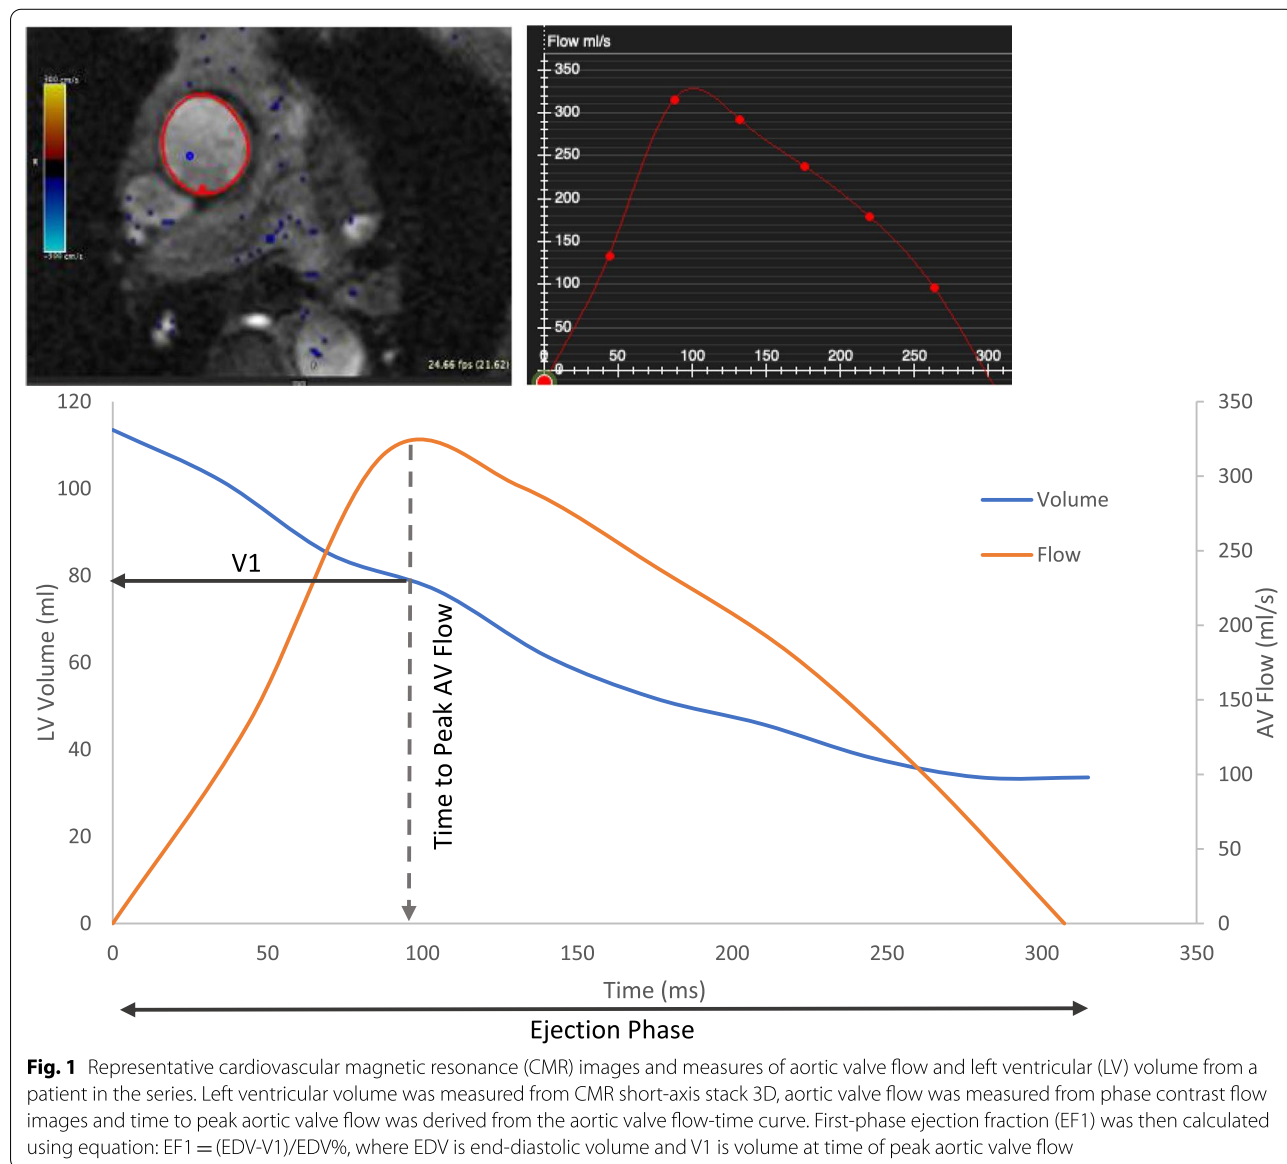 300 cm/s
-300 cm/s
24.66 fps (21.62)
Flow ml/s
350
300
250
200
150
100
50
0
0 50 100 150 200 250 300
120
100
80
60
40
20
0
LV Volume (ml)
V1
Time to Peak AV Flow
Volume
Flow
350
300
250
200
150
100
50
0
AV Flow (ml/s)
0 50 100 150 200 250 300 350
Time (ms)
Ejection Phase
Fig. 1 Representative cardiovascular magnetic resonance (CMR) images and measures of aortic valve flow and left ventricular (LV) volume from a
patient in the series. Left ventricular volume was measured from CMR short-axis stack 3D, aortic valve flow was measured from phase contrast flow
images and time to peak aortic valve flow was derived from the aortic valve flow-time curve. First-phase ejection fraction (EF1) was then calculated
using equation: EF1 = (EDV-V1)/EDV%, where EDV is end-diastolic volume and V1 is volume at time of peak aortic valve flow